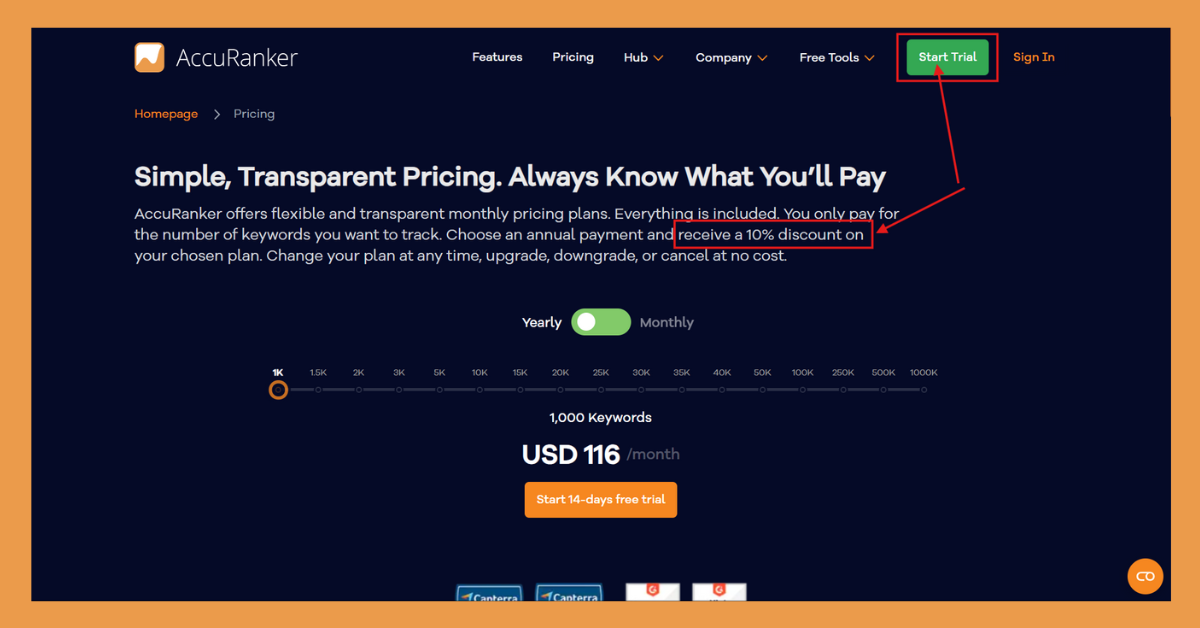 AccuRanker
Features Pricing Hub Company Free Tools Start Trial Sign In
Homepage > Pricing
Simple, Transparent Pricing. Always Know What You'll Pay
AccuRanker offers flexible and transparent monthly pricing plans. Everything is included. You only pay for
the number of keywords you want to track. Choose an annual payment and receive a 10% discount on
your chosen plan. Change your plan at any time, upgrade, downgrade, or cancel at no cost.
Yearly Monthly
1K 1.5K 2K 3K 5K 10K 15K 20K 25K 30K 35K 40K 50K 100K 250K 500K 1000K
1,000 Keywords
USD 116 /month
Start 14-days free trial
Capterra Capterra